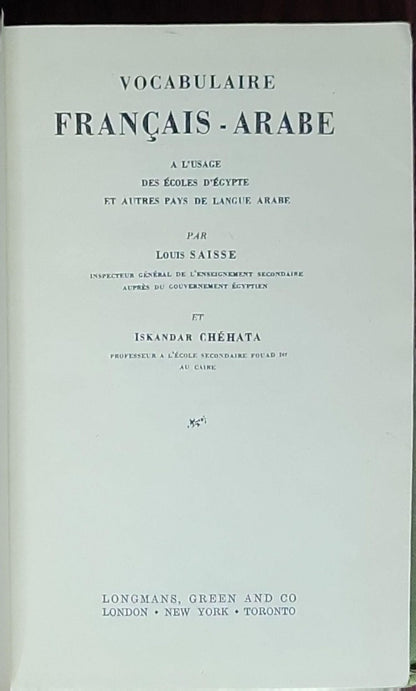 VOCABULAIRE
FRANÇAIS - ARABE
A L'USAGE
DES ÉCOLES D'ÉGYPTE
ET AUTRES PAYS DE LANGUE ARABE
PAR
LOUIS SAISSE
INSPECTEUR GÉNÉRAL DE L'ENSEIGNEMENT SECONDAIRE
AUPRÈS DU GOUVERNEMENT ÉGYPTIEN
ET
ISKANDAR CHÉHATA
PROFESSEUR A L'ÉCOLE SECONDAIRE FOUAD 1er
AU CAIRE
LONGMANS, GREEN AND CO
LONDON • NEW YORK • TORONTO